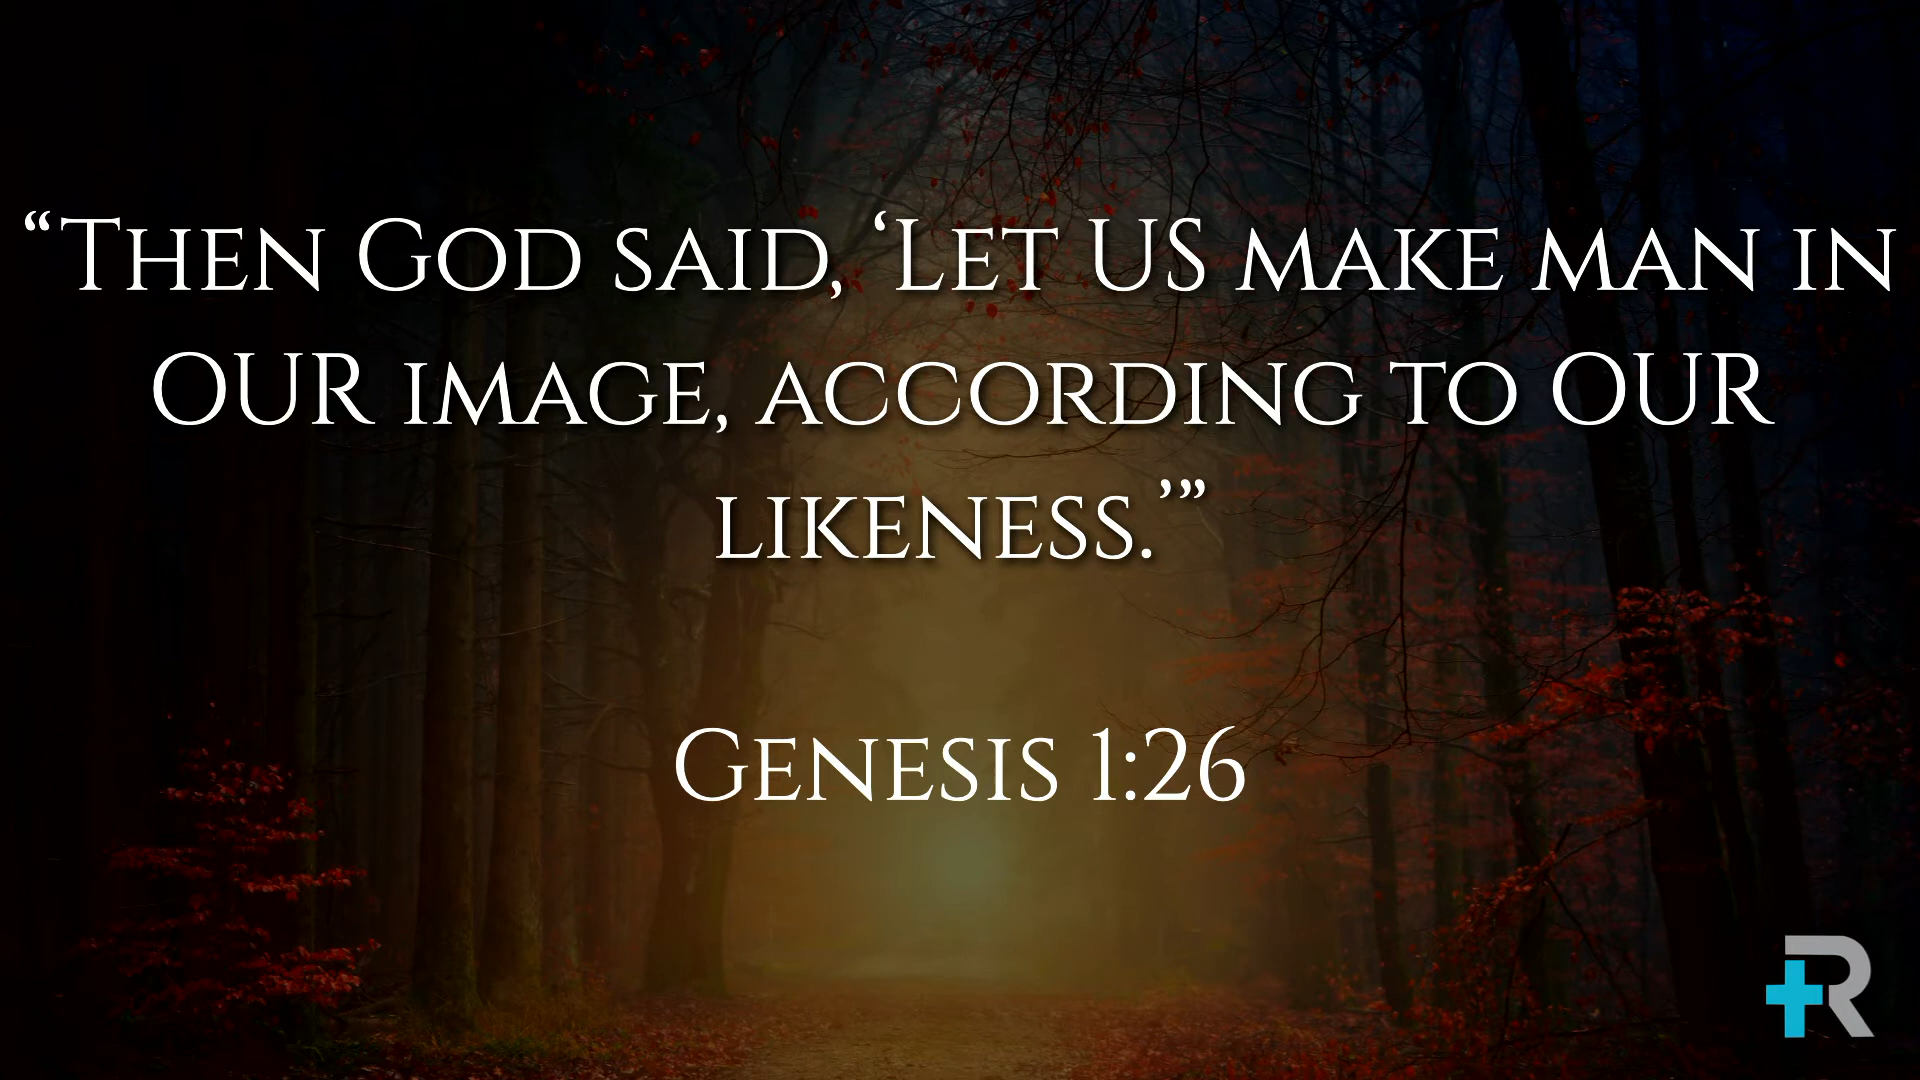 “Then God said, ‘Let US make man in
OUR image, according to OUR
likeness.’”
Genesis 1:26
R